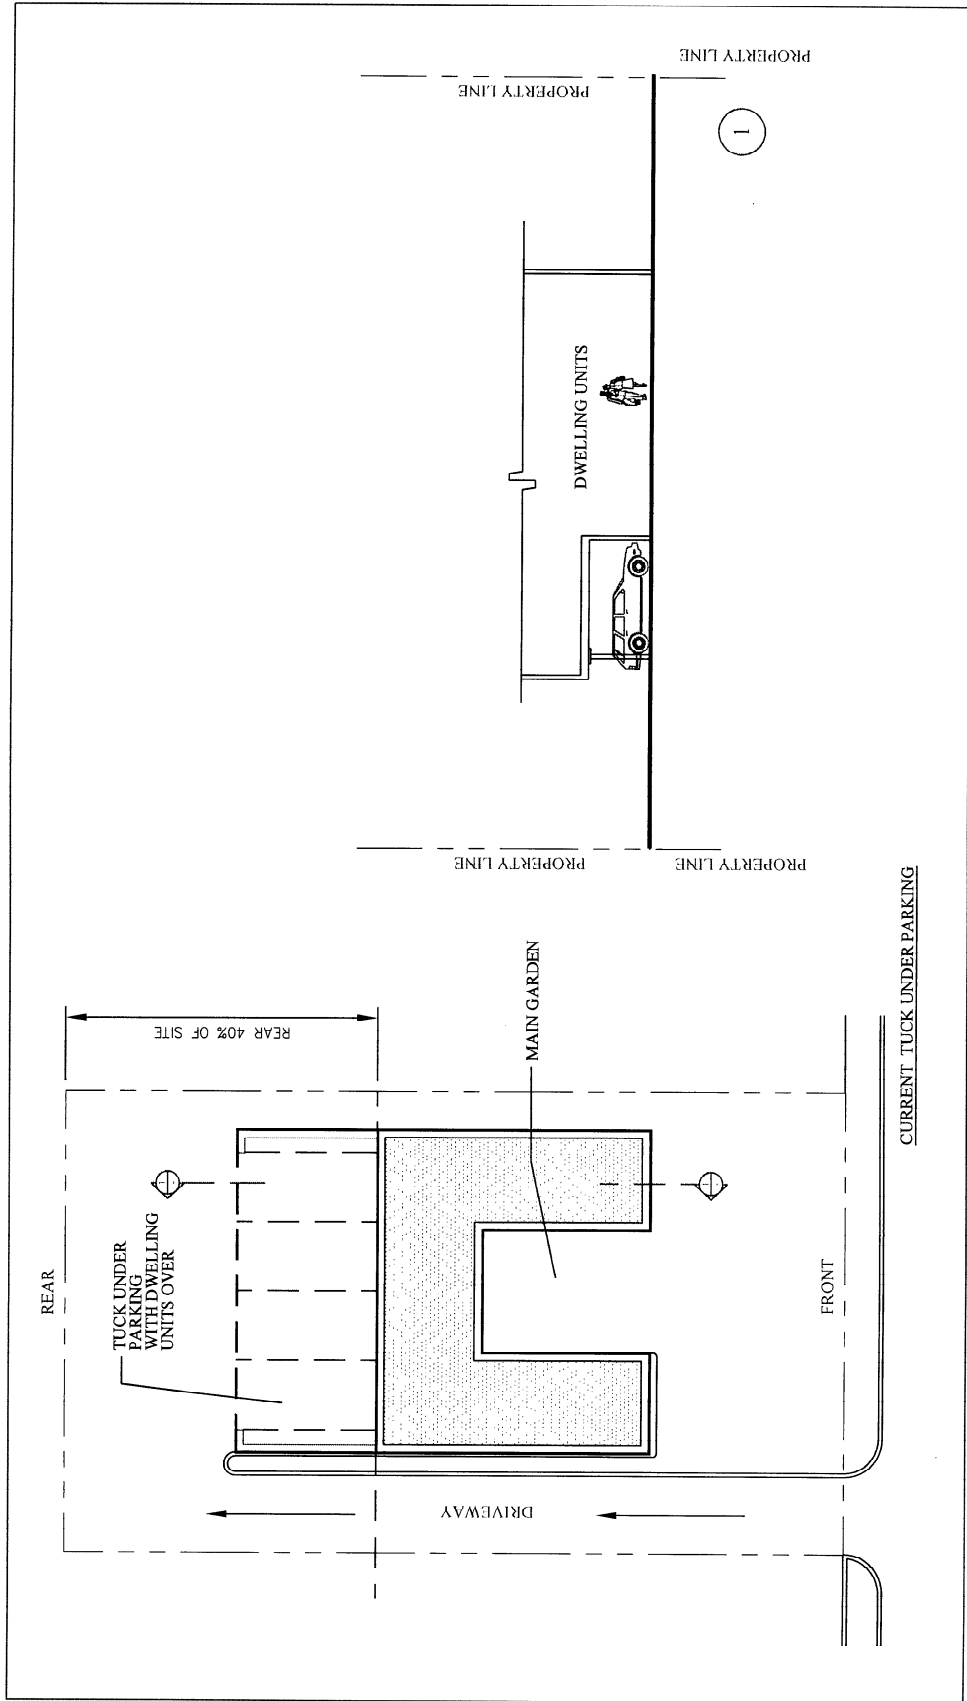 REAR
TUCK UNDER
PARKING
WITH DWELLING
UNITS OVER
REAR 40% OF SITE
MAIN GARDEN
DRIVEWAY
FRONT
CURRENT TUCK UNDER PARKING
PROPERTY LINE
PROPERTY LINE
DWELLING UNITS
PROPERTY LINE
PROPERTY LINE
1